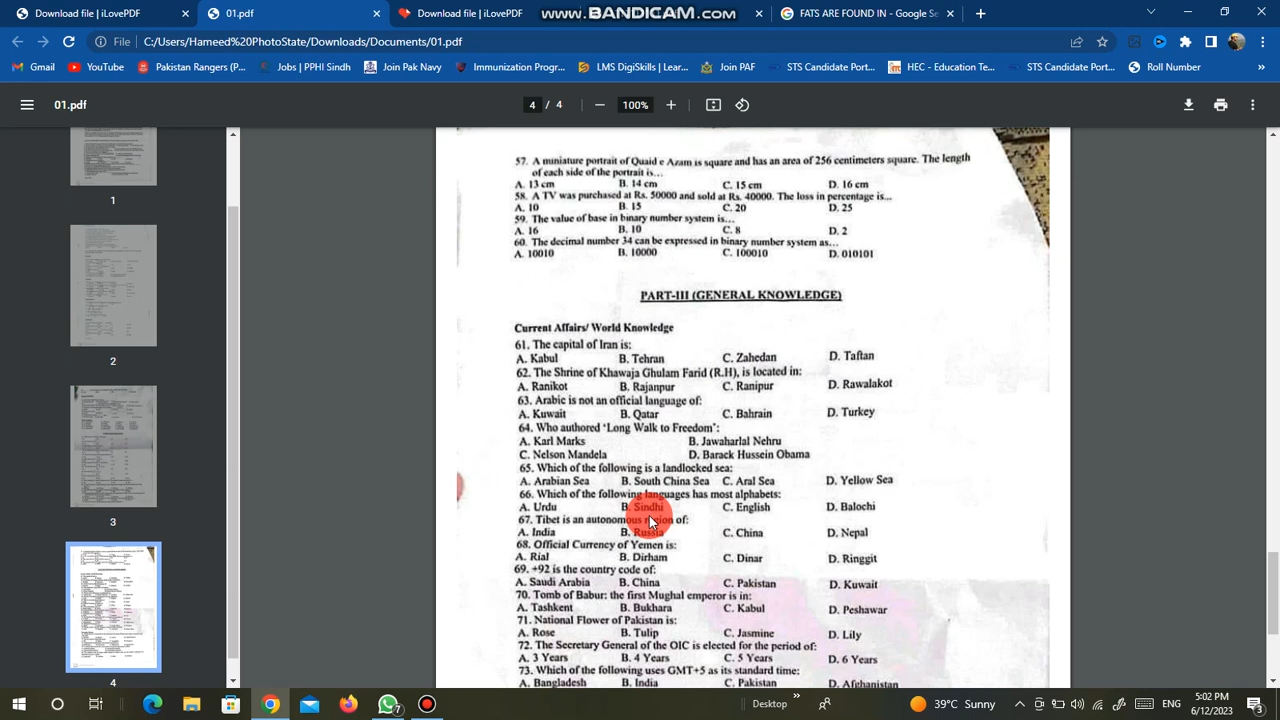 Download file | iLovePDF
01.pdf
Download file | iLovePDF
WWW.BANDICAM.COM
FATS ARE FOUND IN - Google Se
File
C:/Users/Hameed%20PhotoState/Downloads/Documents/01.pdf
Gmail
YouTube
Pakistan Rangers (P...
Jobs | PPHI Sindh
Join Pak Navy
Immunization Progr...
LMS DigiSkills | Lear...
Join PAF
STS Candidate Port...
HEC - Education Te...
STS Candidate Port...
Roll Number
»
01.pdf
4 / 4
100%
1
2
3
4
57. A miniature portrait of Quaid e Azam is square and has an area of 256 centimeters square. The length
of each side of the portrait is...
A. 13 cm B. 14 cm C. 15 cm D. 16 cm
58. A TV was purchased at Rs. 50000 and sold at Rs. 40000. The loss in percentage is...
A. 10 B. 15 C. 20 D. 25
59. The value of base in binary number system is...
A. 16 B. 10 C. 8 D. 2
60. The decimal number 34 can be expressed in binary number system as...
A. 10010 B. 10000 C. 100010 D. 010101
PART-III (GENERAL KNOWLEDGE)
Current Affairs/ World Knowledge
61. The capital of Iran is:
A. Kabul B. Tehran C. Zahedan D. Taftan
62. The Shrine of Khawaja Ghulam Farid (R.H), is located in:
A. Ranikot B. Rajanpur C. Ranipur D. Rawalakot
63. Arabic is not an official language of:
A. Kuwait B. Qatar C. Bahrain D. Turkey
64. Who authored ‘Long Walk to Freedom’:
A. Karl Marks B. Jawaharlal Nehru
C. Nelson Mandela D. Barack Hussein Obama
65. Which of the following is a landlocked sea:
A. Arabian Sea B. South China Sea C. Aral Sea D. Yellow Sea
66. Which of the following languages has most alphabets:
A. Urdu B. Sindhi C. English D. Balochi
67. Tibet is an autonomous region of:
A. India B. Russia C. China D. Nepal
68. Official Currency of Yemen is:
A. Rial B. Dirham C. Dinar D. Ringgit
69. +92 is the country code of:
A. Saudi Arabia B. China C. Pakistan D. Kuwait
70. Tomb of Babur: the first Mughal emperor is in:
A. Tashkent B. Bukhara C. Kabul D. Peshawar
71. National Flower of Pakistan is:
A. Rose B. Tulip C. Jasmine D. Lily
72. The Secretary General of the OIC is elected for the period of:
A. 3 Years B. 4 Years C. 5 Years D. 6 Years
73. Which of the following uses GMT+5 as its standard time:
A. Bangladesh B. India C. Pakistan D. Afghanistan
7
Desktop
»
39°C Sunny
ENG
5:02 PM
6/12/2023
3